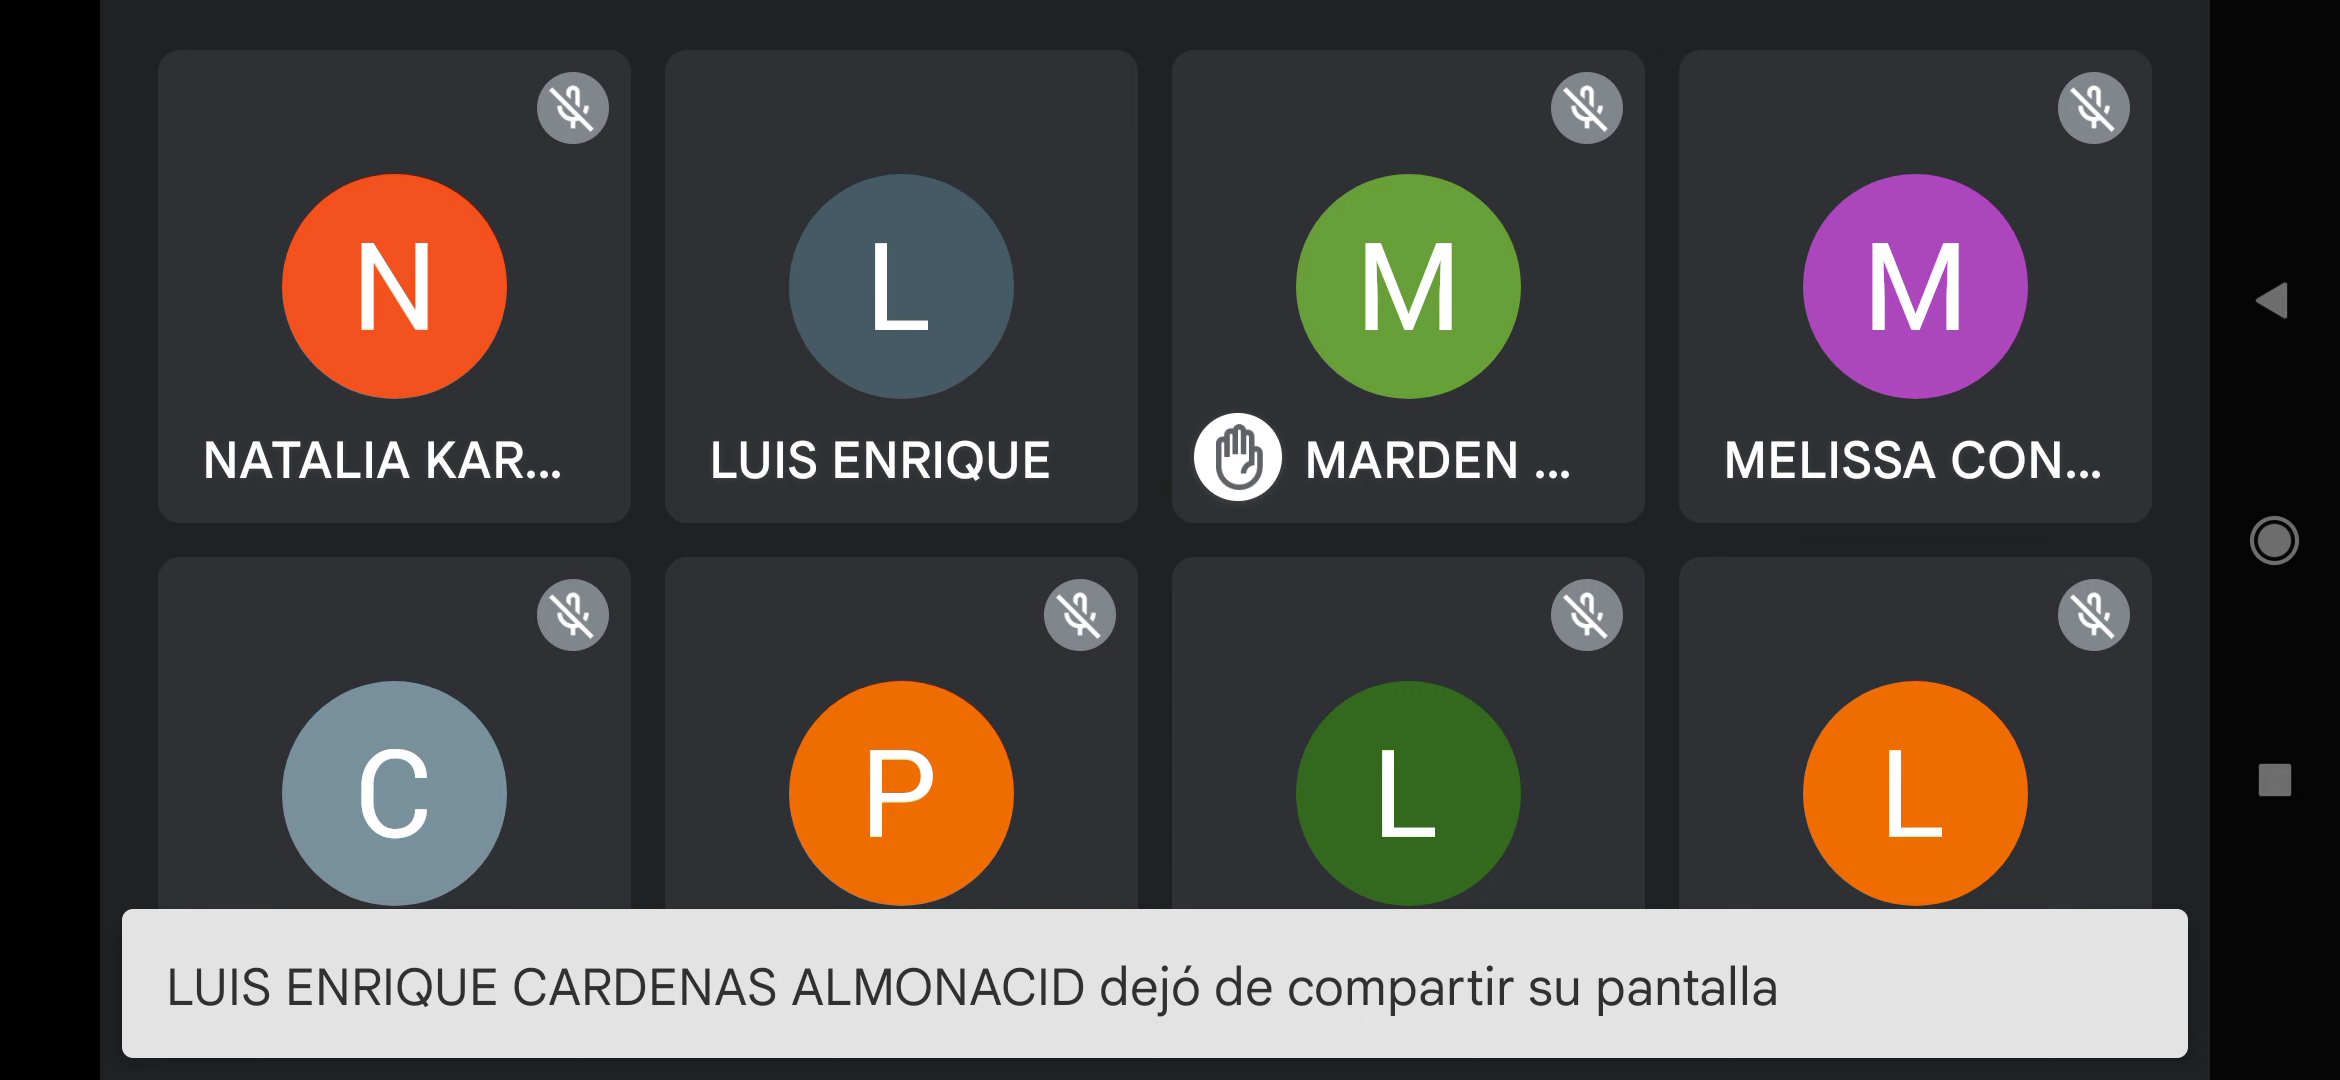 N
L
M
M
NATALIA KAR...
LUIS ENRIQUE
MARDEN ...
MELISSA CON...
C
P
L
L
LUIS ENRIQUE CARDENAS ALMONACID dejó de compartir su pantalla